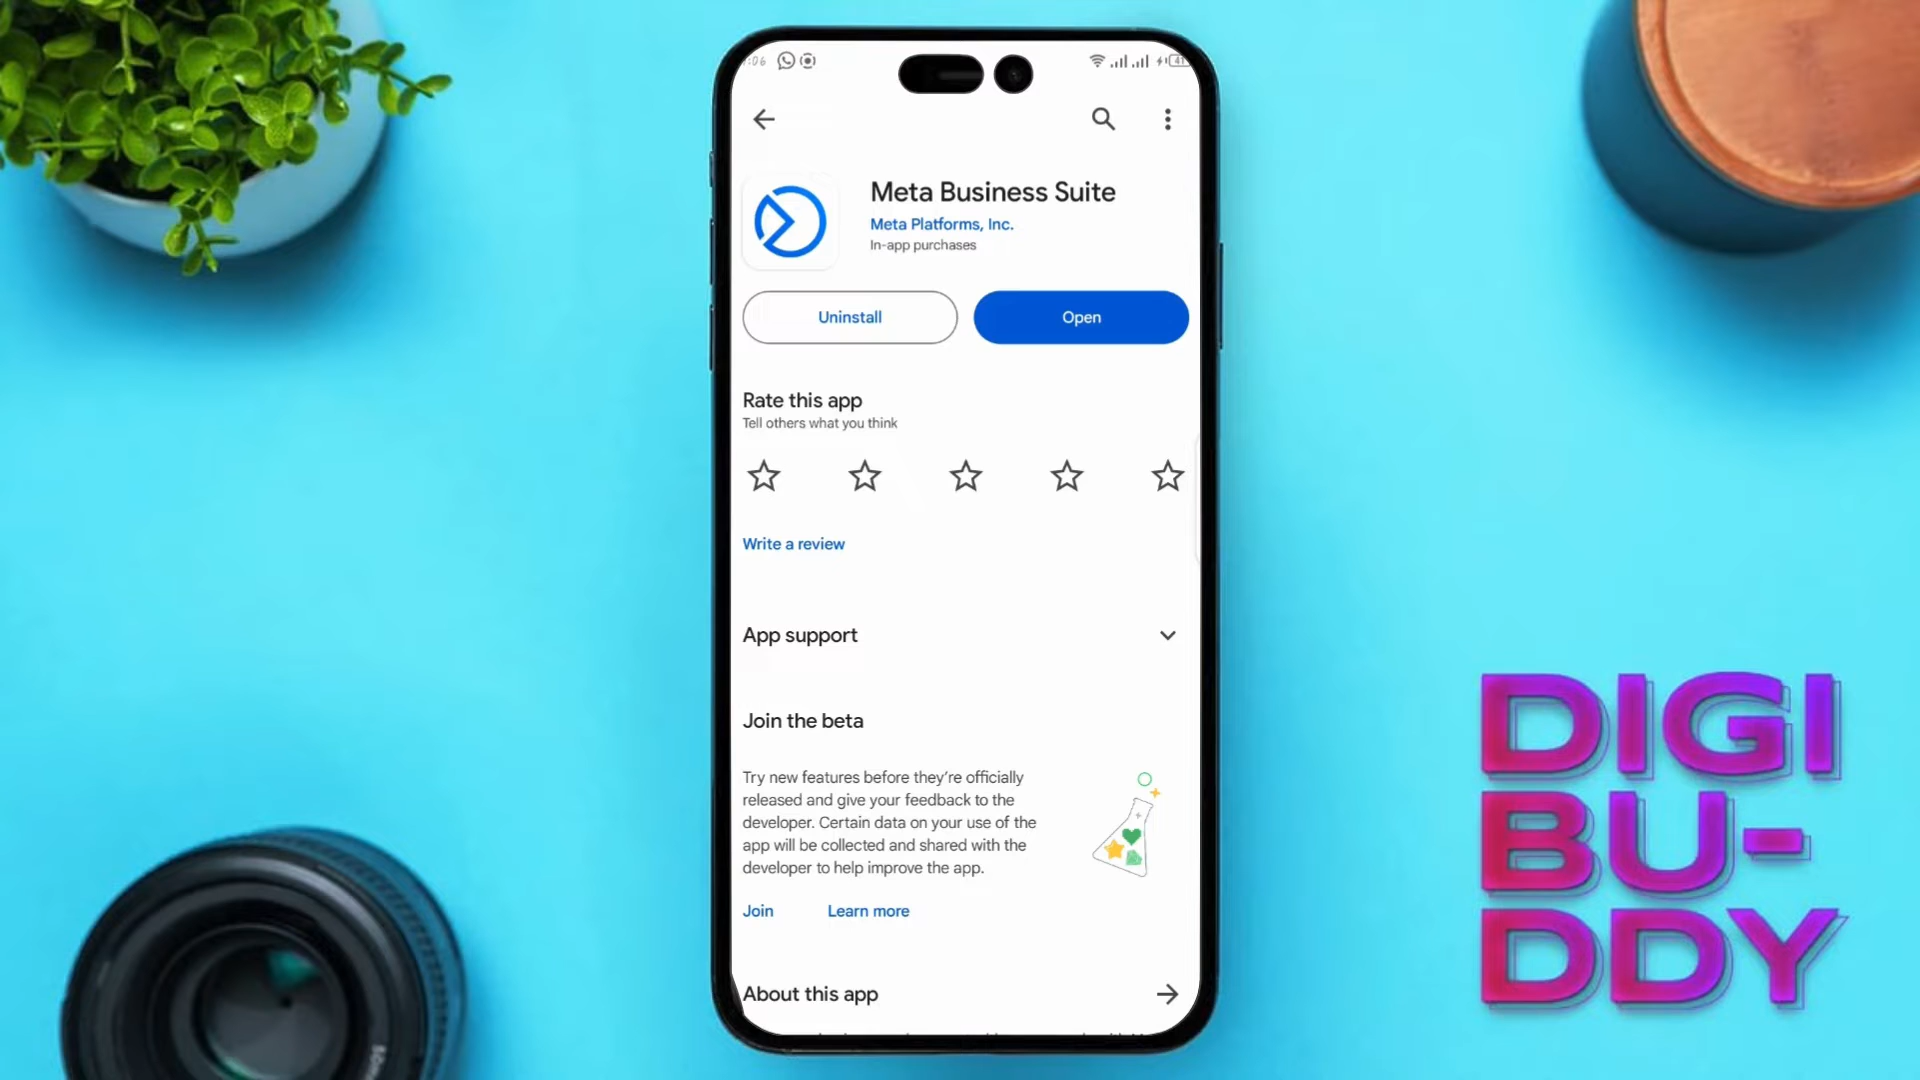 :06
41
Meta Business Suite
Meta Platforms, Inc.
In-app purchases
Uninstall
Open
Rate this app
Tell others what you think
Write a review
App support
Join the beta
Try new features before they're officially
released and give your feedback to the
developer. Certain data on your use of the
app will be collected and shared with the
developer to help improve the app.
Join
Learn more
About this app
DIGI
BU-
DDY